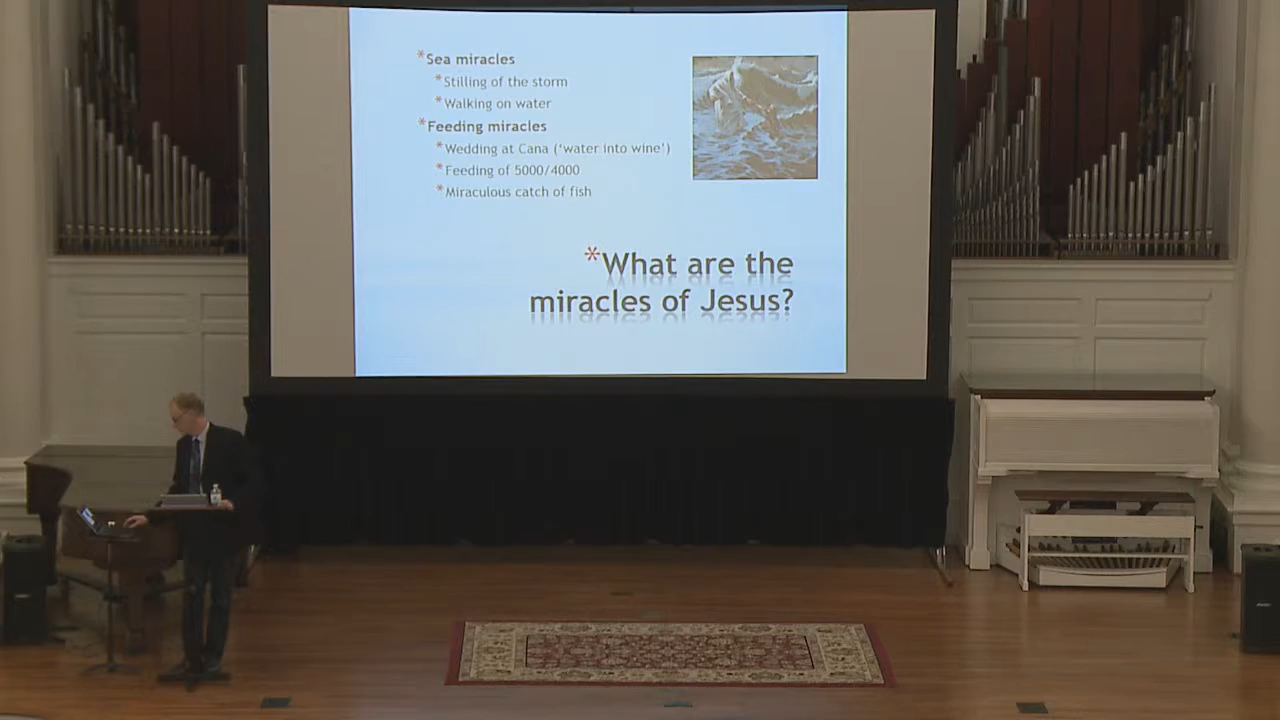 *Sea miracles
*Stilling of the storm
*Walking on water
*Feeding miracles
*Wedding at Cana (‘water into wine’)
*Feeding of 5000/4000
*Miraculous catch of fish
*What are the
miracles of Jesus?